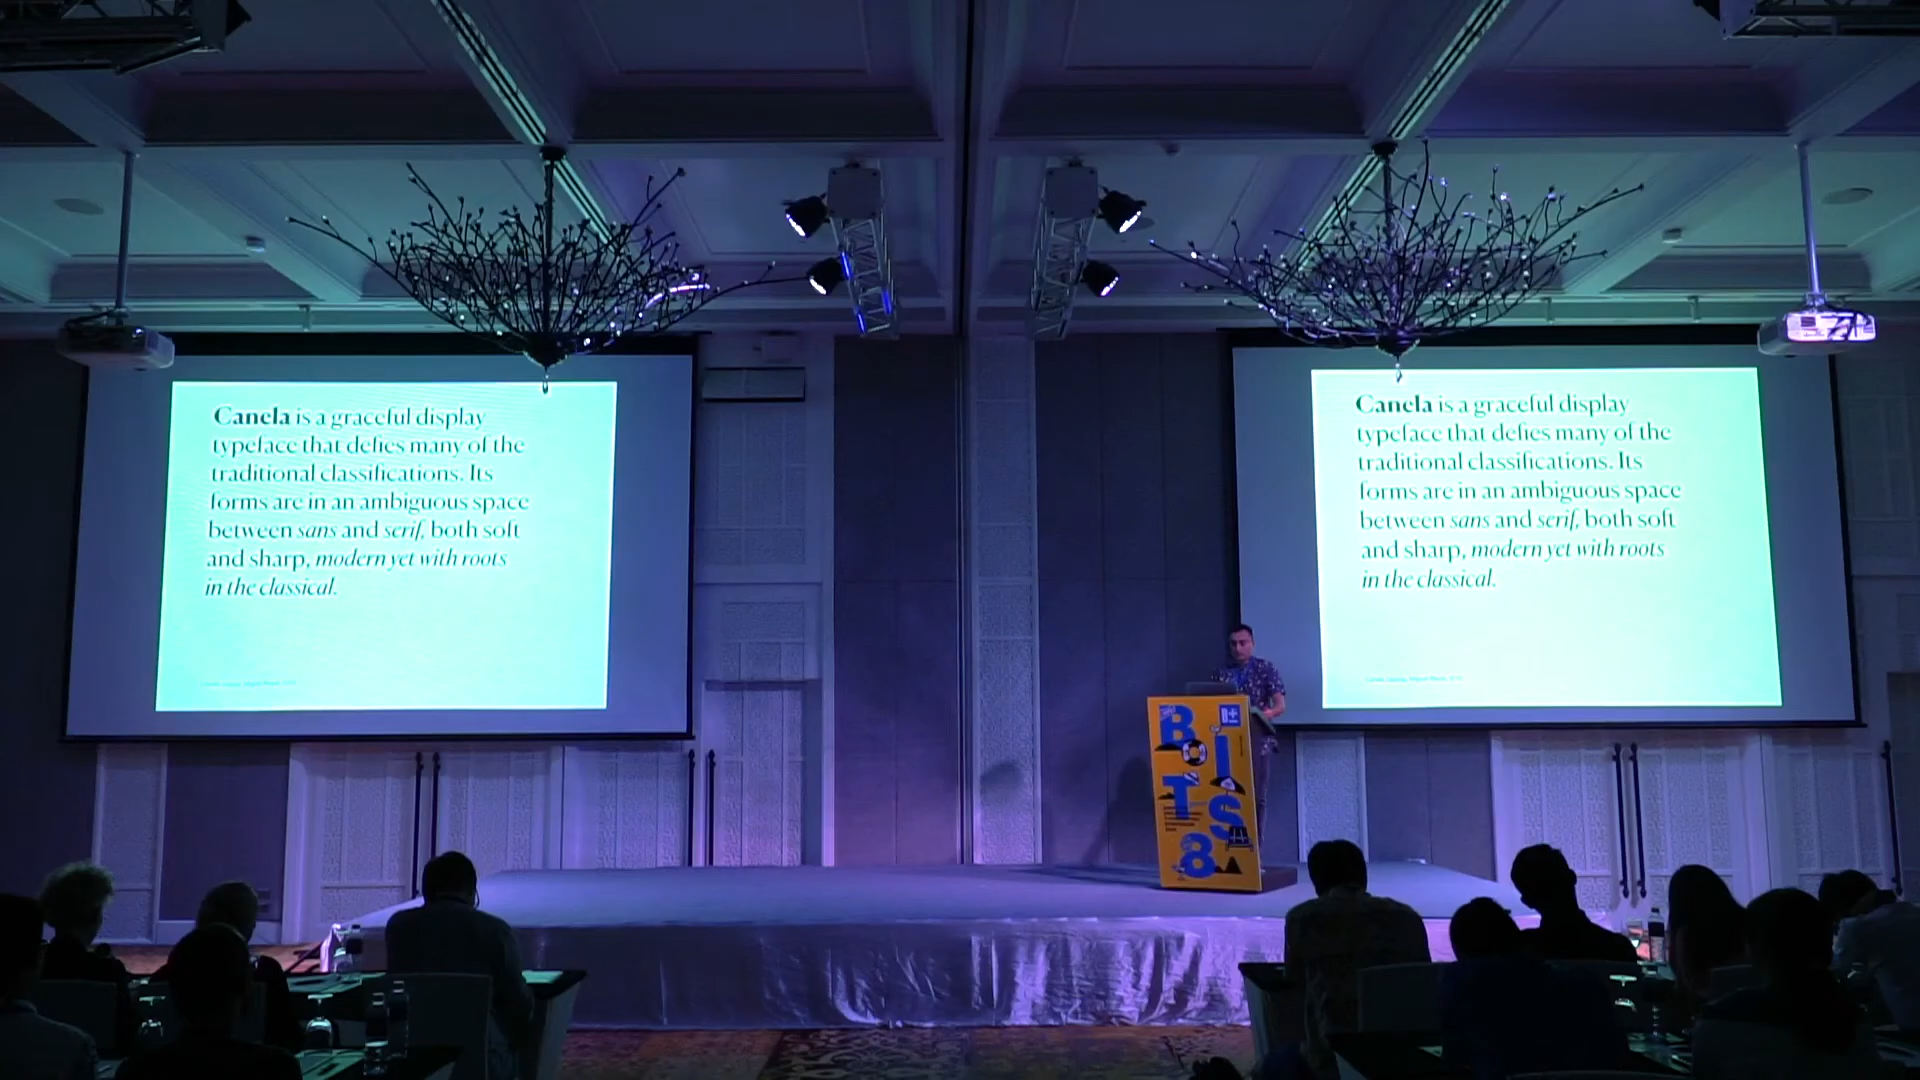 Canela is a graceful display
typeface that defies many of the
traditional classifications. Its
forms are in an ambiguous space
between sans and serif, both soft
and sharp, modern yet with roots
in the classical.
Canela is a graceful display
typeface that defies many of the
traditional classifications. Its
forms are in an ambiguous space
between sans and serif, both soft
and sharp, modern yet with roots
in the classical.
B+
BOITS
8